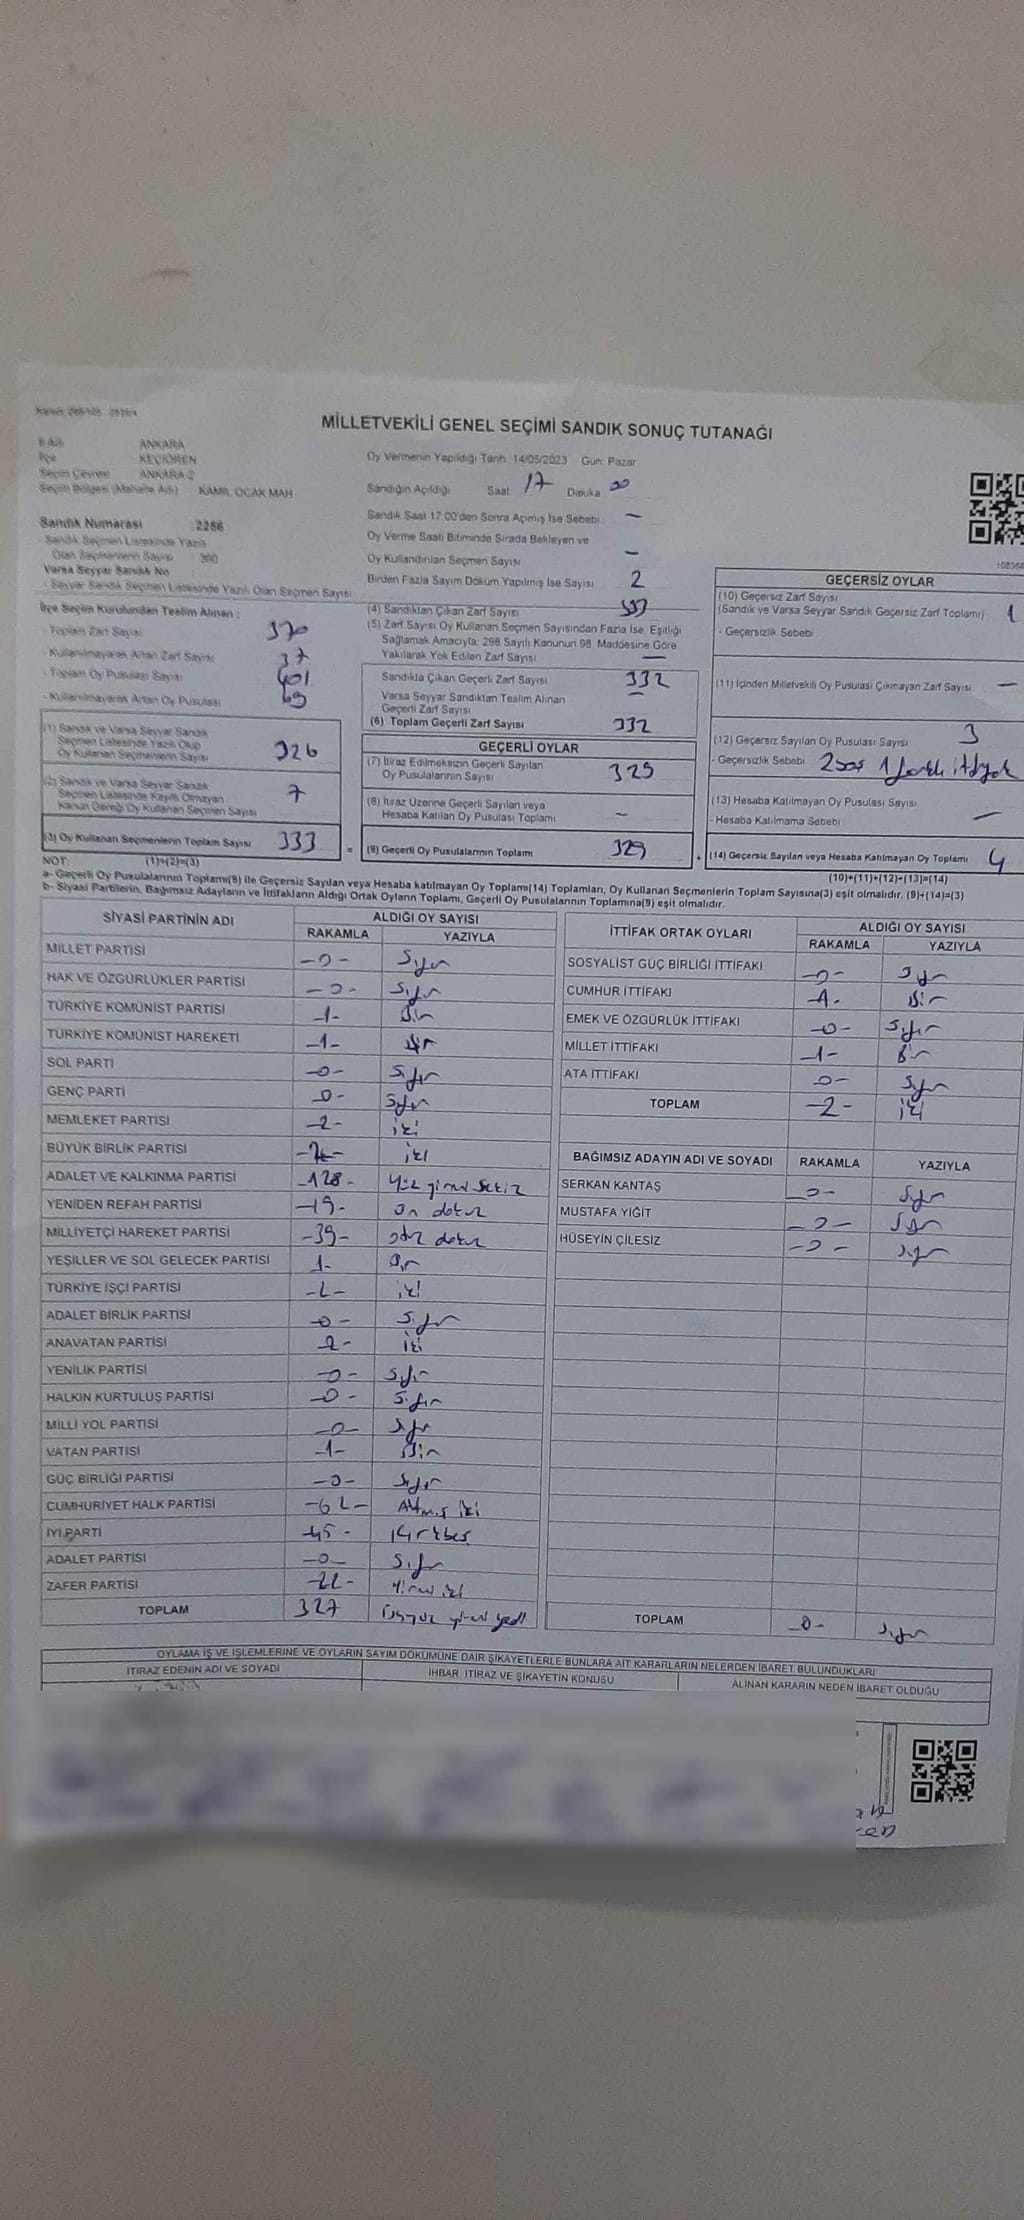 MİLLETVEKİLİ GENEL SEÇİMİ SANDIK SONUÇ TUTANAĞI
İl Adı ANKARA
İlçe KEÇİÖREN
Seçim Çevresi ANKARA-2
Seçim Bölgesi (Mahalle Adı) KAMİL OCAK MAH
Oy Vermenin Yapıldığı Tarih 14/05/2023 Gün: Pazar
Sandığın Açıldığı Saat 17 Dakika 00
Sandık Saat 17:00'den Sonra Açılmış İse Sebebi : —
Oy Verme Saati Bitiminde Sırada Bekleyen ve
Oy Kullandırılan Seçmen Sayısı —
Birden Fazla Sayım Döküm Yapılmış İse Sayısı 2
Sandık Numarası 2286
- Sandık Seçmen Listesinde Yazılı
Olan Seçmenlerin Sayısı 360
Varsa Seyyar Sandık No
- Seyyar Sandık Seçmen Listesinde Yazılı Olan Seçmen Sayısı
İlçe Seçim Kurulundan Teslim Alınan :
- Toplam Zarf Sayısı 370
- Kullanılmayarak Artan Zarf Sayısı 37
- Toplam Oy Pusulası Sayısı 401
- Kullanılmayarak Artan Oy Pusulası 69
(1) Sandık ve Varsa Seyyar Sandık
Seçmen Listesinde Yazılı Olup
Oy Kullanan Seçmenlerin Sayısı 326
(2) Sandık ve Varsa Seyyar Sandık
Seçmen Listesinde Kayıtlı Olmayan
Kanun Gereği Oy Kullanan Seçmen Sayısı 7
(3) Oy Kullanan Seçmenlerin Toplam Sayısı 333
NOT: (1)+(2)=(3)
(4) Sandıktan Çıkan Zarf Sayısı 333
(5) Zarf Sayısı Oy Kullanan Seçmen Sayısından Fazla İse, Eşitliği
Sağlamak Amacıyla; 298 Sayılı Kanunun 98. Maddesine Göre
Yakılarak Yok Edilen Zarf Sayısı —
Sandıkta Çıkan Geçerli Zarf Sayısı 332
Varsa Seyyar Sandıktan Teslim Alınan
Geçerli Zarf Sayısı —
(6) Toplam Geçerli Zarf Sayısı 332
GEÇERLİ OYLAR
(7) İtiraz Edilmeksizin Geçerli Sayılan
Oy Pusulalarının Sayısı 329
(8) İtiraz Üzerine Geçerli Sayılan veya
Hesaba Katılan Oy Pusulası Toplamı —
= (9) Geçerli Oy Pusulalarının Toplamı 329
GEÇERSİZ OYLAR
(10) Geçersiz Zarf Sayısı
(Sandık ve Varsa Seyyar Sandık Geçersiz Zarf Toplamı) 1
- Geçersizlik Sebebi
(11) İçinden Milletvekili Oy Pusulası Çıkmayan Zarf Sayısı —
(12) Geçersiz Sayılan Oy Pusulası Sayısı 3
- Geçersizlik Sebebi
(13) Hesaba Katılmayan Oy Pusulası Sayısı —
- Hesaba Katılmama Sebebi
+ (14) Geçersiz Sayılan veya Hesaba Katılmayan Oy Toplamı 4
(10)+(11)+(12)+(13)=(14)
a- Geçerli Oy Pusulalarının Toplamı(9) ile Geçersiz Sayılan veya Hesaba katılmayan Oy Toplamı(14) Toplamları, Oy Kullanan Seçmenlerin Toplam Sayısına(3) eşit olmalıdır. (9)+(14)=(3)
b- Siyasi Partilerin, Bağımsız Adayların ve İttifakların Aldığı Ortak Oyların Toplamı, Geçerli Oy Pusulalarının Toplamına(9) eşit olmalıdır.
SİYASİ PARTİNİN ADI ALDIĞI OY SAYISI
RAKAMLA YAZIYLA
MİLLET PARTİSİ -0- Sıfır
HAK VE ÖZGÜRLÜKLER PARTİSİ -0- Sıfır
TÜRKİYE KOMÜNİST PARTİSİ -1- Bir
TÜRKİYE KOMÜNİST HAREKETİ -1- Bir
SOL PARTİ -0- Sıfır
GENÇ PARTİ -0- Sıfır
MEMLEKET PARTİSİ -2- iki
BÜYÜK BİRLİK PARTİSİ -2- iki
ADALET VE KALKINMA PARTİSİ -128- Yüz yirmi sekiz
YENİDEN REFAH PARTİSİ -19- on dokuz
MİLLİYETÇİ HAREKET PARTİSİ -39- otuz dokuz
YEŞİLLER VE SOL GELECEK PARTİSİ 1- Bir
TÜRKİYE İŞÇİ PARTİSİ -2- iki
ADALET BİRLİK PARTİSİ -0- Sıfır
ANAVATAN PARTİSİ 2- iki
YENİLİK PARTİSİ -0- Sıfır
HALKIN KURTULUŞ PARTİSİ -0- Sıfır
MİLLİ YOL PARTİSİ -0- Sıfır
VATAN PARTİSİ -1- Bir
GÜÇ BİRLİĞİ PARTİSİ -0- Sıfır
CUMHURİYET HALK PARTİSİ -62- Altmış iki
İYİ PARTİ -45- Kırkbeş
ADALET PARTİSİ -0- Sıfır
ZAFER PARTİSİ -22- Yirmi iki
TOPLAM 327 Üçyüz yirmi yedi
İTTİFAK ORTAK OYLARI ALDIĞI OY SAYISI
RAKAMLA YAZIYLA
SOSYALİST GÜÇ BİRLİĞİ İTTİFAKI -0- Sıfır
CUMHUR İTTİFAKI -1- Bir
EMEK VE ÖZGÜRLÜK İTTİFAKI -0- Sıfır
MİLLET İTTİFAKI -1- Bir
ATA İTTİFAKI 0- Sıfır
TOPLAM -2- iki
BAĞIMSIZ ADAYIN ADI VE SOYADI RAKAMLA YAZIYLA
SERKAN KANTAŞ -0- Sıfır
MUSTAFA YİĞİT -0- Sıfır
HÜSEYİN ÇİLESİZ -0- Sıfır
TOPLAM -0- Sıfır
OYLAMA İŞ VE İŞLEMLERİNE VE OYLARIN SAYIM DÖKÜMÜNE DAİR ŞİKAYETLERLE BUNLARA AİT KARARLARIN NELERDEN İBARET BULUNDUKLARI
İTİRAZ EDENİN ADI VE SOYADI İHBAR, İTİRAZ VE ŞİKAYETİN KONUSU ALINAN KARARIN NEDEN İBARET OLDUĞU